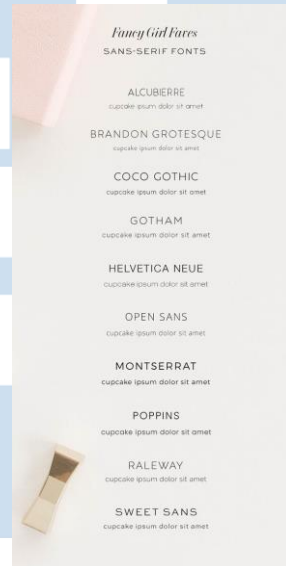 Fancy Girl Faves
SANS-SERIF FONTS
ALCUBIERRE
cupcake ipsum dolor sit amet
BRANDON GROTESQUE
cupcake ipsum dolor sit amet
COCO GOTHIC
cupcake ipsum dolor sit amet
GOTHAM
cupcake ipsum dolor sit amet
HELVETICA NEUE
cupcake ipsum dolor sit amet
OPEN SANS
cupcake ipsum dolor sit amet
MONTSERRAT
cupcake ipsum dolor sit amet
POPPINS
cupcake ipsum dolor sit amet
RALEWAY
cupcake ipsum dolor sit amet
SWEET SANS
cupcake ipsum dolor sit amet